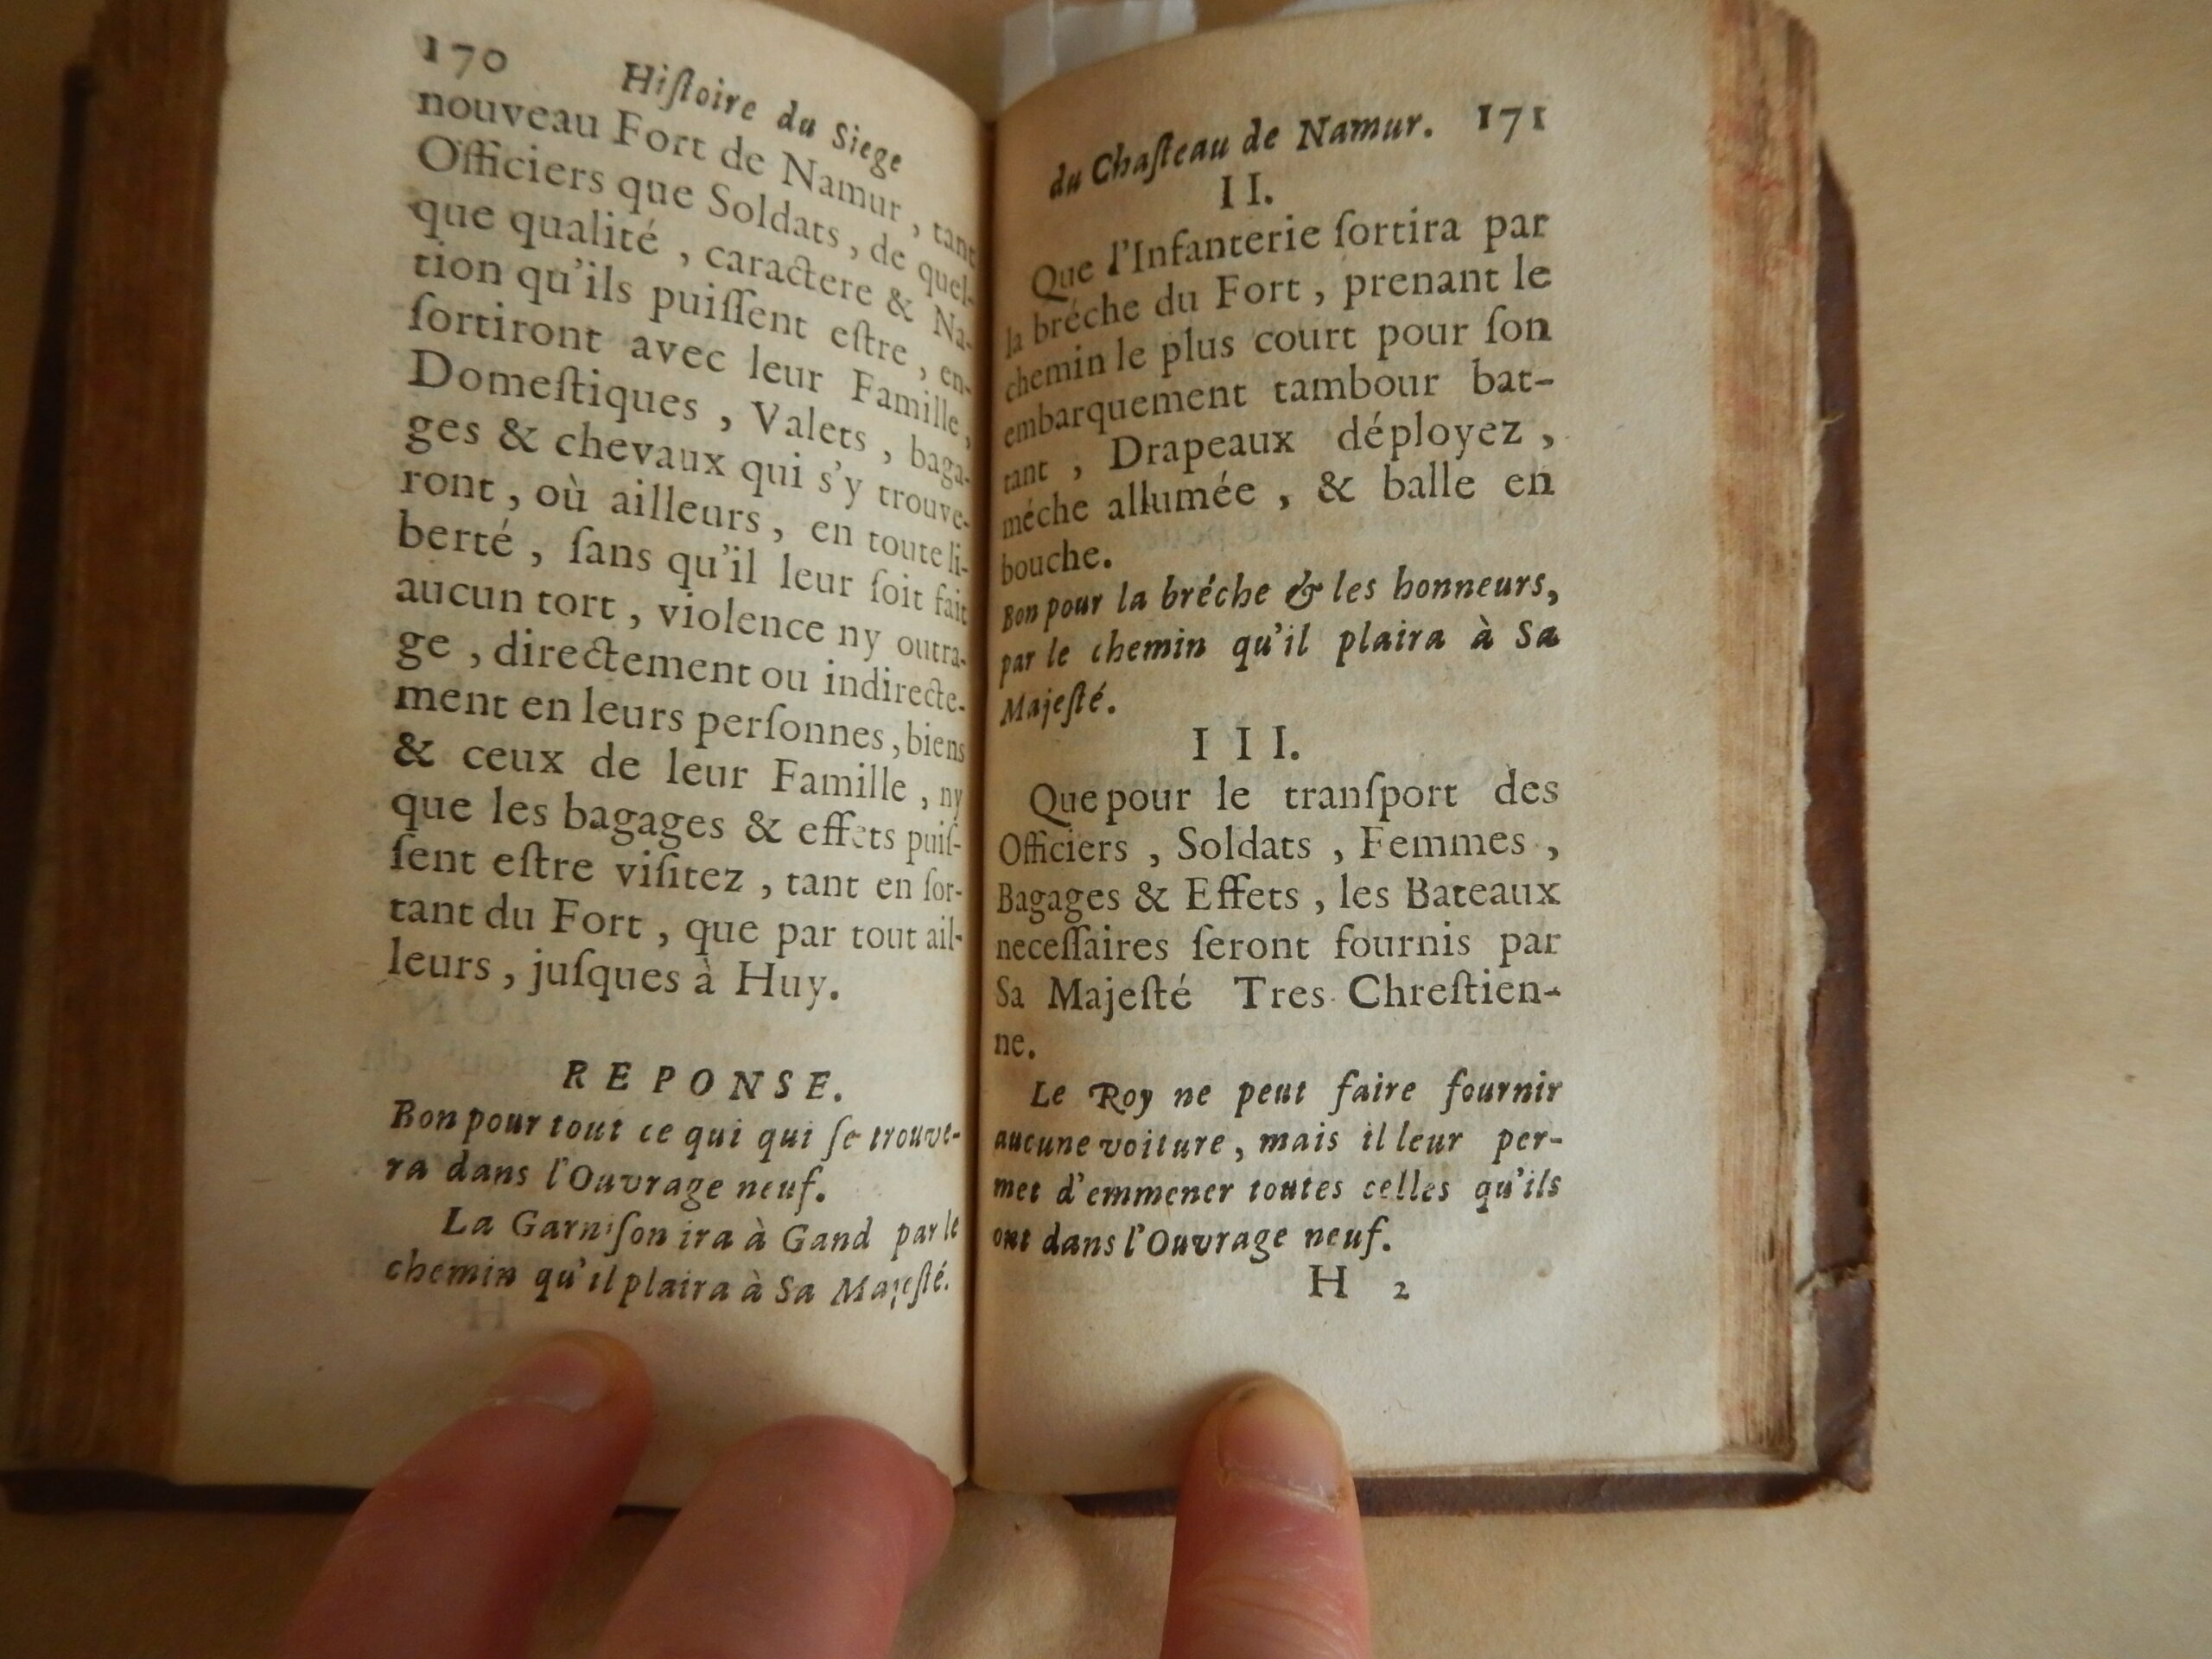 170 Hiſtoire du Siege
nouveau Fort de Namur, tant
Officiers que Soldats, de quel-
que qualité, caractere & Na-
tion qu'ils puiſſent eſtre, en-
ſortiront avec leur Famille,
Domeſtiques, Valets, baga-
ges & chevaux qui s'y trouve-
ront, où ailleurs, en toute li-
berté, ſans qu'il leur ſoit fait
aucun tort, violence ny outra-
ge, directement ou indirecte-
ment en leurs perſonnes, biens
& ceux de leur Famille, ny
que les bagages & effets puiſ-
ſent eſtre viſitez, tant en ſor-
tant du Fort, que par tout ail-
leurs, juſques à Huy.
REPONSE.
Bon pour tout ce qui qui ſe trouve-
ra dans l'Ouvrage neuf.
La Garniſon ira à Gand par le
chemin qu'il plaira à Sa Majeſté.
du Chaſteau de Namur. 171
II.
Que l'Infanterie ſortira par
la bréche du Fort, prenant le
chemin le plus court pour ſon
embarquement tambour bat-
tant, Drapeaux déployez,
méche allumée, & balle en
bouche.
Bon pour la bréche & les honneurs,
par le chemin qu'il plaira à Sa
Majeſté.
III.
Que pour le tranſport des
Officiers, Soldats, Femmes,
Bagages & Effets, les Bateaux
neceſſaires ſeront fournis par
Sa Majeſté Tres Chreſtien-
ne.
Le Roy ne peut faire fournir
aucune voiture, mais il leur per-
met d'emmener toutes celles qu'ils
ont dans l'Ouvrage neuf.
H 2